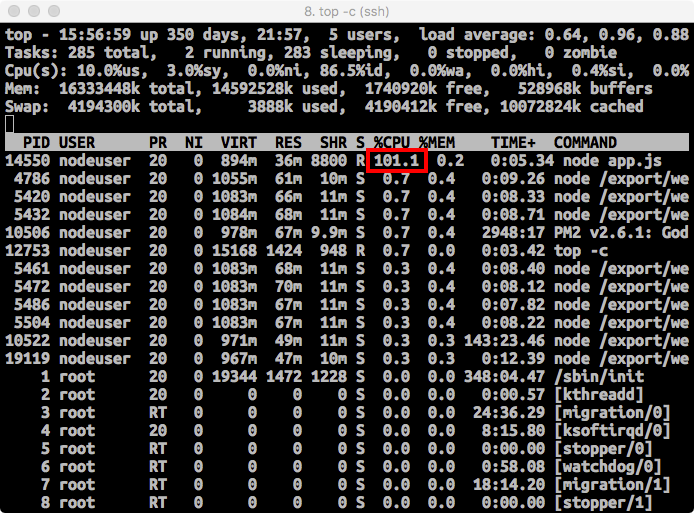 8. top -c (ssh)
top - 15:56:59 up 350 days, 21:57,  5 users,  load average: 0.64, 0.96, 0.88
Tasks: 285 total,   2 running, 283 sleeping,   0 stopped,   0 zombie
Cpu(s): 10.0%us,  3.0%sy,  0.0%ni, 86.5%id,  0.0%wa,  0.0%hi,  0.4%si,  0.0%
Mem:  16333448k total, 14592528k used,  1740920k free,   528968k buffers
Swap:  4194300k total,     3888k used,  4190412k free, 10072824k cached
PID USER      PR  NI  VIRT  RES  SHR S %CPU %MEM    TIME+  COMMAND
14550 nodeuser  20   0  894m  36m 8800 R 101.1  0.2   0:05.34 node app.js
4786 nodeuser  20   0 1055m  61m  10m S  0.7  0.4   0:09.26 node /export/we
5420 nodeuser  20   0 1083m  66m  11m S  0.7  0.4   0:08.33 node /export/we
5432 nodeuser  20   0 1084m  68m  11m S  0.7  0.4   0:08.71 node /export/we
10506 nodeuser  20   0  978m  67m 9.9m S  0.7  0.4   2948:17 PM2 v2.6.1: God
12753 nodeuser  20   0 15168 1424  948 R  0.7  0.0   0:03.42 top -c
5461 nodeuser  20   0 1083m  68m  11m S  0.3  0.4   0:08.40 node /export/we
5472 nodeuser  20   0 1083m  70m  11m S  0.3  0.4   0:08.12 node /export/we
5486 nodeuser  20   0 1083m  67m  11m S  0.3  0.4   0:07.82 node /export/we
5504 nodeuser  20   0 1083m  67m  11m S  0.3  0.4   0:08.22 node /export/we
10522 nodeuser  20   0  971m  49m  11m S  0.3  0.3 143:23.46 node /export/we
19119 nodeuser  20   0  967m  47m  10m S  0.3  0.3   0:12.39 node /export/we
1 root      20   0 19344 1472 1228 S  0.0  0.0 348:04.47 /sbin/init
2 root      20   0     0    0    0 S  0.0  0.0   0:00.57 [kthreadd]
3 root      RT   0     0    0    0 S  0.0  0.0  24:36.29 [migration/0]
4 root      20   0     0    0    0 S  0.0  0.0   8:15.80 [ksoftirqd/0]
5 root      RT   0     0    0    0 S  0.0  0.0   0:00.00 [stopper/0]
6 root      RT   0     0    0    0 S  0.0  0.0   0:58.08 [watchdog/0]
7 root      RT   0     0    0    0 S  0.0  0.0  18:14.20 [migration/1]
8 root      RT   0     0    0    0 S  0.0  0.0   0:00.00 [stopper/1]